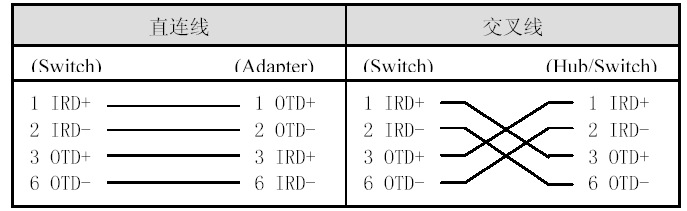 直连线 交叉线
(Switch) (Adapter) (Switch) (Hub/Switch)
1 IRD+ 1 OTD+ 1 IRD+ 1 IRD+
2 IRD- 2 OTD- 2 IRD- 2 IRD-
3 OTD+ 3 IRD+ 3 OTD+ 3 OTD+
6 OTD- 6 IRD- 6 OTD- 6 OTD-